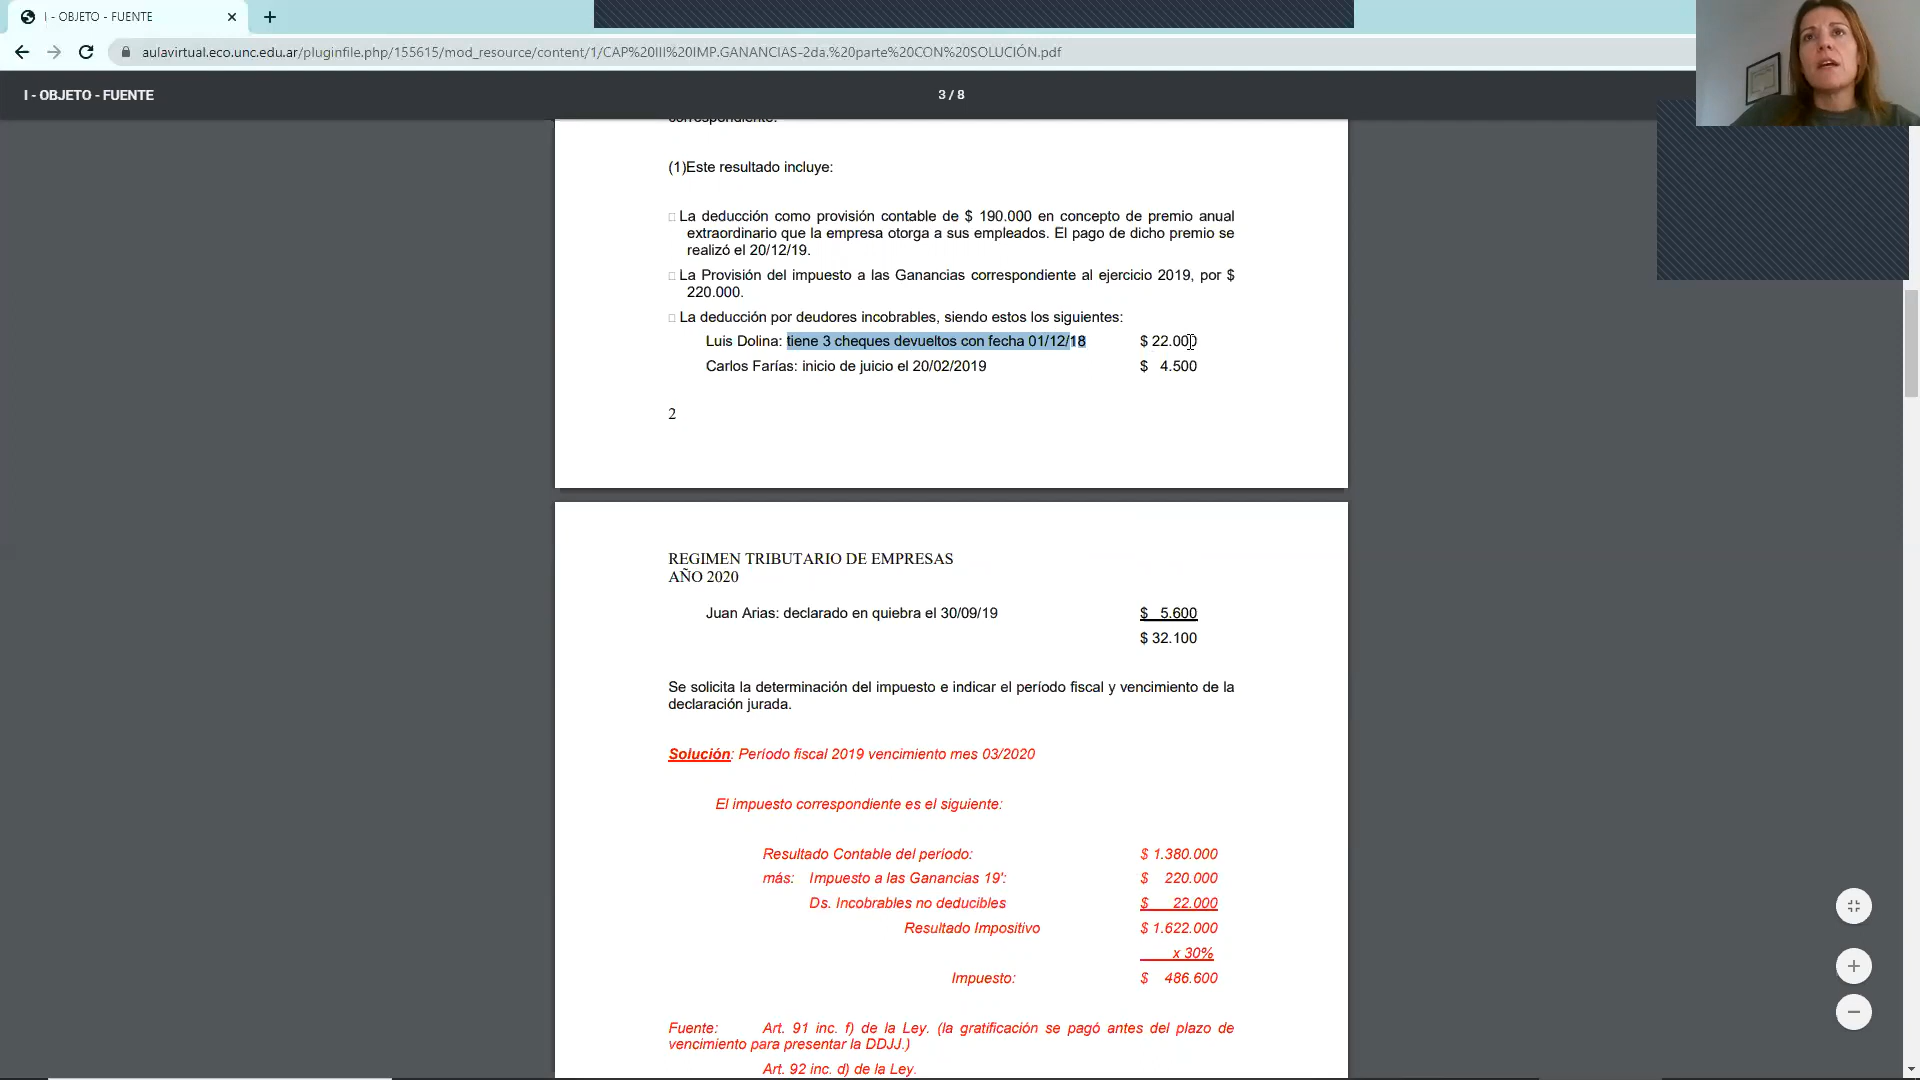 I - OBJETO - FUENTE
aulavirtual.eco.unc.edu.ar/pluginfile.php/155615/mod_resource/content/1/CAP%20III%20IMP.GANANCIAS-2da.%20parte%20CON%20SOLUCIÓN.pdf
I - OBJETO - FUENTE
3 / 8
correspondiente.
(1)Este resultado incluye:
La deducción como provisión contable de $ 190.000 en concepto de premio anual
extraordinario que la empresa otorga a sus empleados. El pago de dicho premio se
realizó el 20/12/19.
La Provisión del impuesto a las Ganancias correspondiente al ejercicio 2019, por $
220.000.
La deducción por deudores incobrables, siendo estos los siguientes:
Luis Dolina: tiene 3 cheques devueltos con fecha 01/12/18 $ 22.000
Carlos Farías: inicio de juicio el 20/02/2019 $ 4.500
2
REGIMEN TRIBUTARIO DE EMPRESAS
AÑO 2020
Juan Arias: declarado en quiebra el 30/09/19 $ 5.600
$ 32.100
Se solicita la determinación del impuesto e indicar el período fiscal y vencimiento de la
declaración jurada.
Solución: Período fiscal 2019 vencimiento mes 03/2020
El impuesto correspondiente es el siguiente:
Resultado Contable del período: $ 1.380.000
más: Impuesto a las Ganancias 19': $ 220.000
Ds. Incobrables no deducibles $ 22.000
Resultado Impositivo $ 1.622.000
x 30%
Impuesto: $ 486.600
Fuente: Art. 91 inc. f) de la Ley. (la gratificación se pagó antes del plazo de
vencimiento para presentar la DDJJ.)
Art. 92 inc. d) de la Ley.